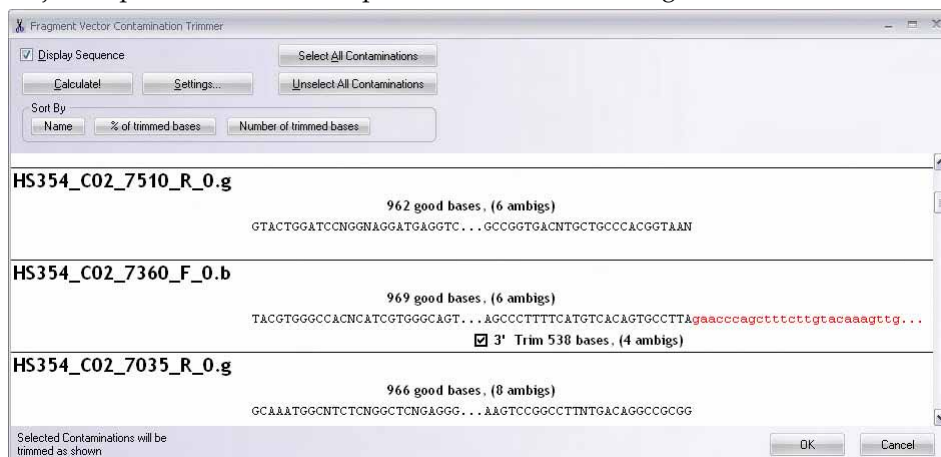 Fragment Vector Contamination Trimmer
Display Sequence
Select All Contaminations
Calculate!
Settings...
Unselect All Contaminations
Sort By
Name
% of trimmed bases
Number of trimmed bases
HS354_C02_7510_R_0.g
962 good bases, (6 ambigs)
GTACTGGATCCNGGNAGGATGAGGTC...GCCGGTGACNTGCTGCCCACGGTAAN
HS354_C02_7360_F_0.b
969 good bases, (6 ambigs)
TACGTGGGCCACNCATCGTGGGCAGT...AGCCCTTTTCATGTCACAGTGCCTTAgaacccagctttcttgtacaaagttg...
3' Trim 538 bases, (4 ambigs)
HS354_C02_7035_R_0.g
966 good bases, (8 ambigs)
GCAAATGGCNTCTCNGGCTCNGAGGG...AAGTCCGGCCTTNTGACAGGCCGCGG
Selected Contaminations will be
trimmed as shown
OK
Cancel